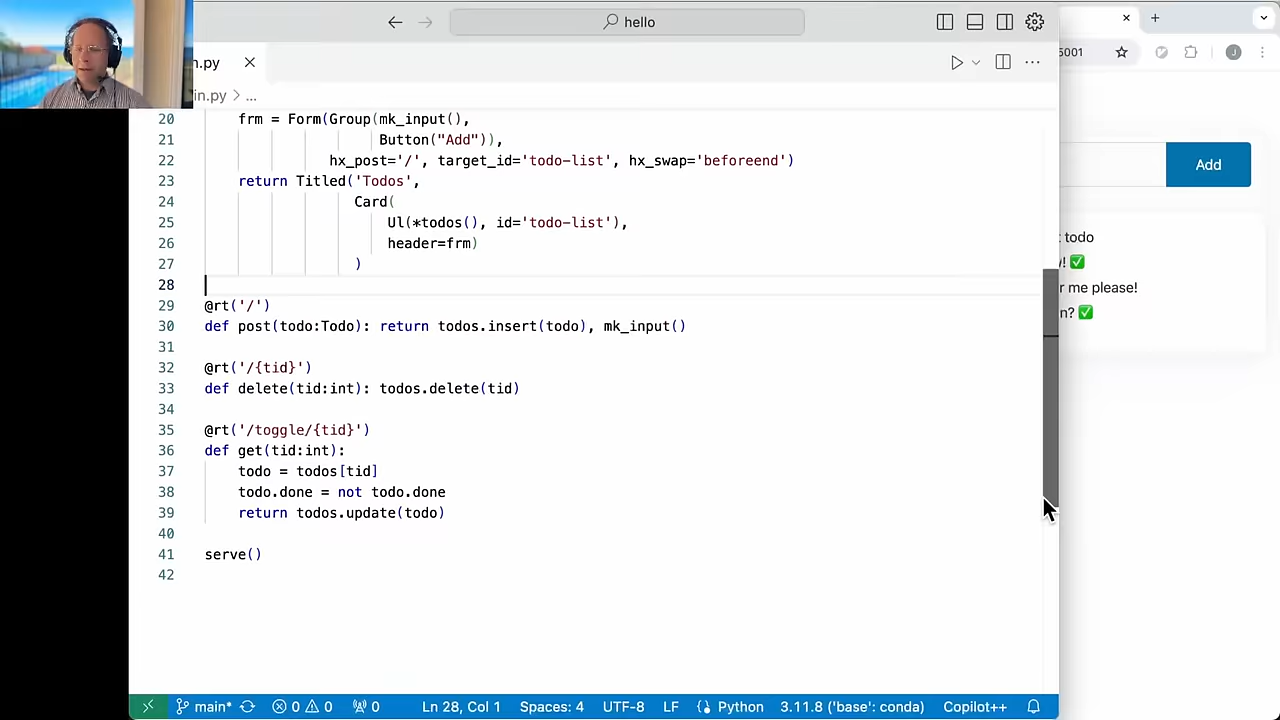 hello
n.py
5001
in.py > ...
Add
20 frm = Form(Group(mk_input(),
21 Button("Add")),
22 hx_post='/', target_id='todo-list', hx_swap='beforeend')
23 return Titled('Todos',
24 Card(
25 Ul(*todos(), id='todo-list'),
26 header=frm)
27 )
28
29 @rt('/')
30 def post(todo:Todo): return todos.insert(todo), mk_input()
31
32 @rt('/{tid}')
33 def delete(tid:int): todos.delete(tid)
34
35 @rt('/toggle/{tid}')
36 def get(tid:int):
37 todo = todos[tid]
38 todo.done = not todo.done
39 return todos.update(todo)
40
41 serve()
42
todo
! ✅
r me please!
n? ✅
main* 0 0 0 Ln 28, Col 1 Spaces: 4 UTF-8 LF Python 3.11.8 ('base': conda) Copilot++
J